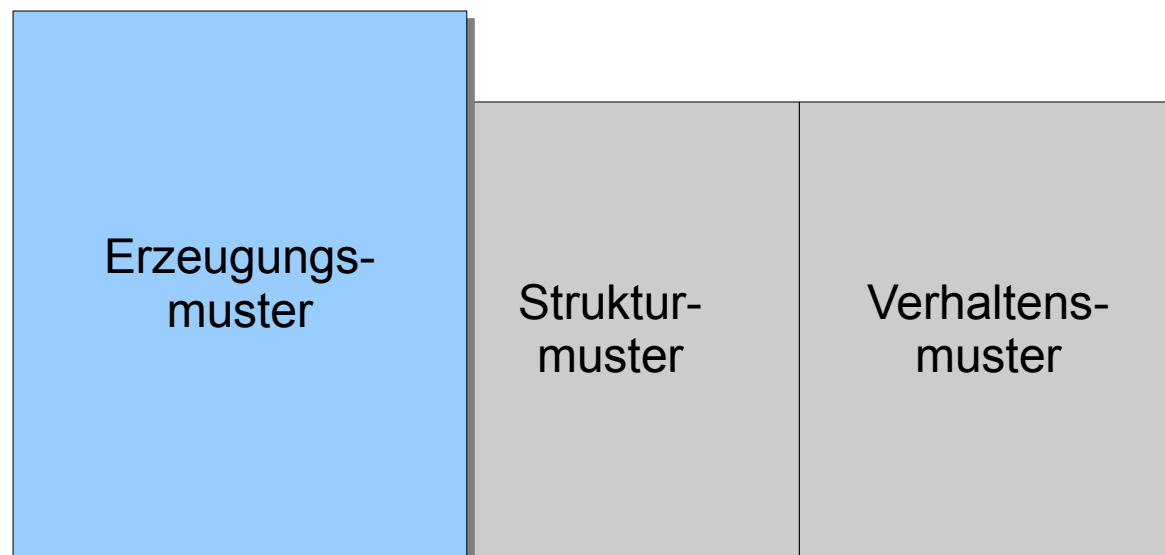 Erzeugungs-
muster
Struktur-
muster
Verhaltens-
muster